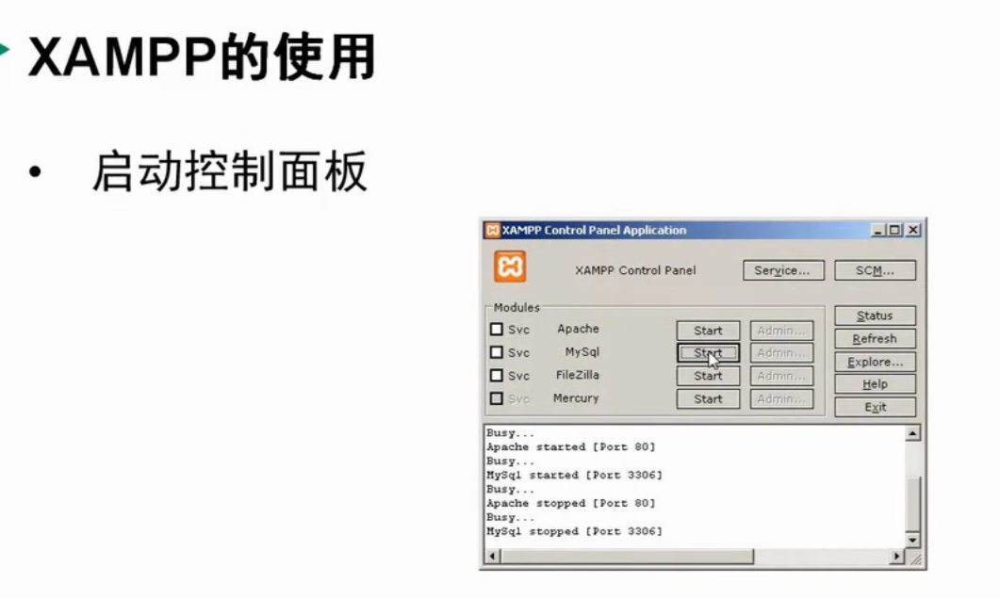 XAMPP的使用
• 启动控制面板
XAMPP Control Panel Application
XAMPP Control Panel
Service...
SCM...
Modules
Svc Apache Start Admin...
Svc MySql Start Admin...
Svc FileZilla Start Admin...
Svc Mercury Start Admin...
Status
Refresh
Explore...
Help
Exit
Busy...
Apache started [Port 80]
Busy...
MySql started [Port 3306]
Busy...
Apache stopped [Port 80]
Busy...
MySql stopped [Port 3306]